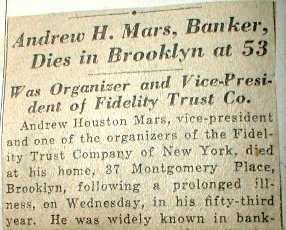 Andrew H. Mars, Banker,
Dies in Brooklyn at 53
Was Organizer and Vice-Presi-
dent of Fidelity Trust Co.
Andrew Houston Mars, vice-president
and one of the organizers of the Fidel-
ity Trust Company of New York, died
at his home, 37 Montgomery Place,
Brooklyn, following a prolonged ill-
ness, on Wednesday, in his fifty-third
year. He was widely known in bank-